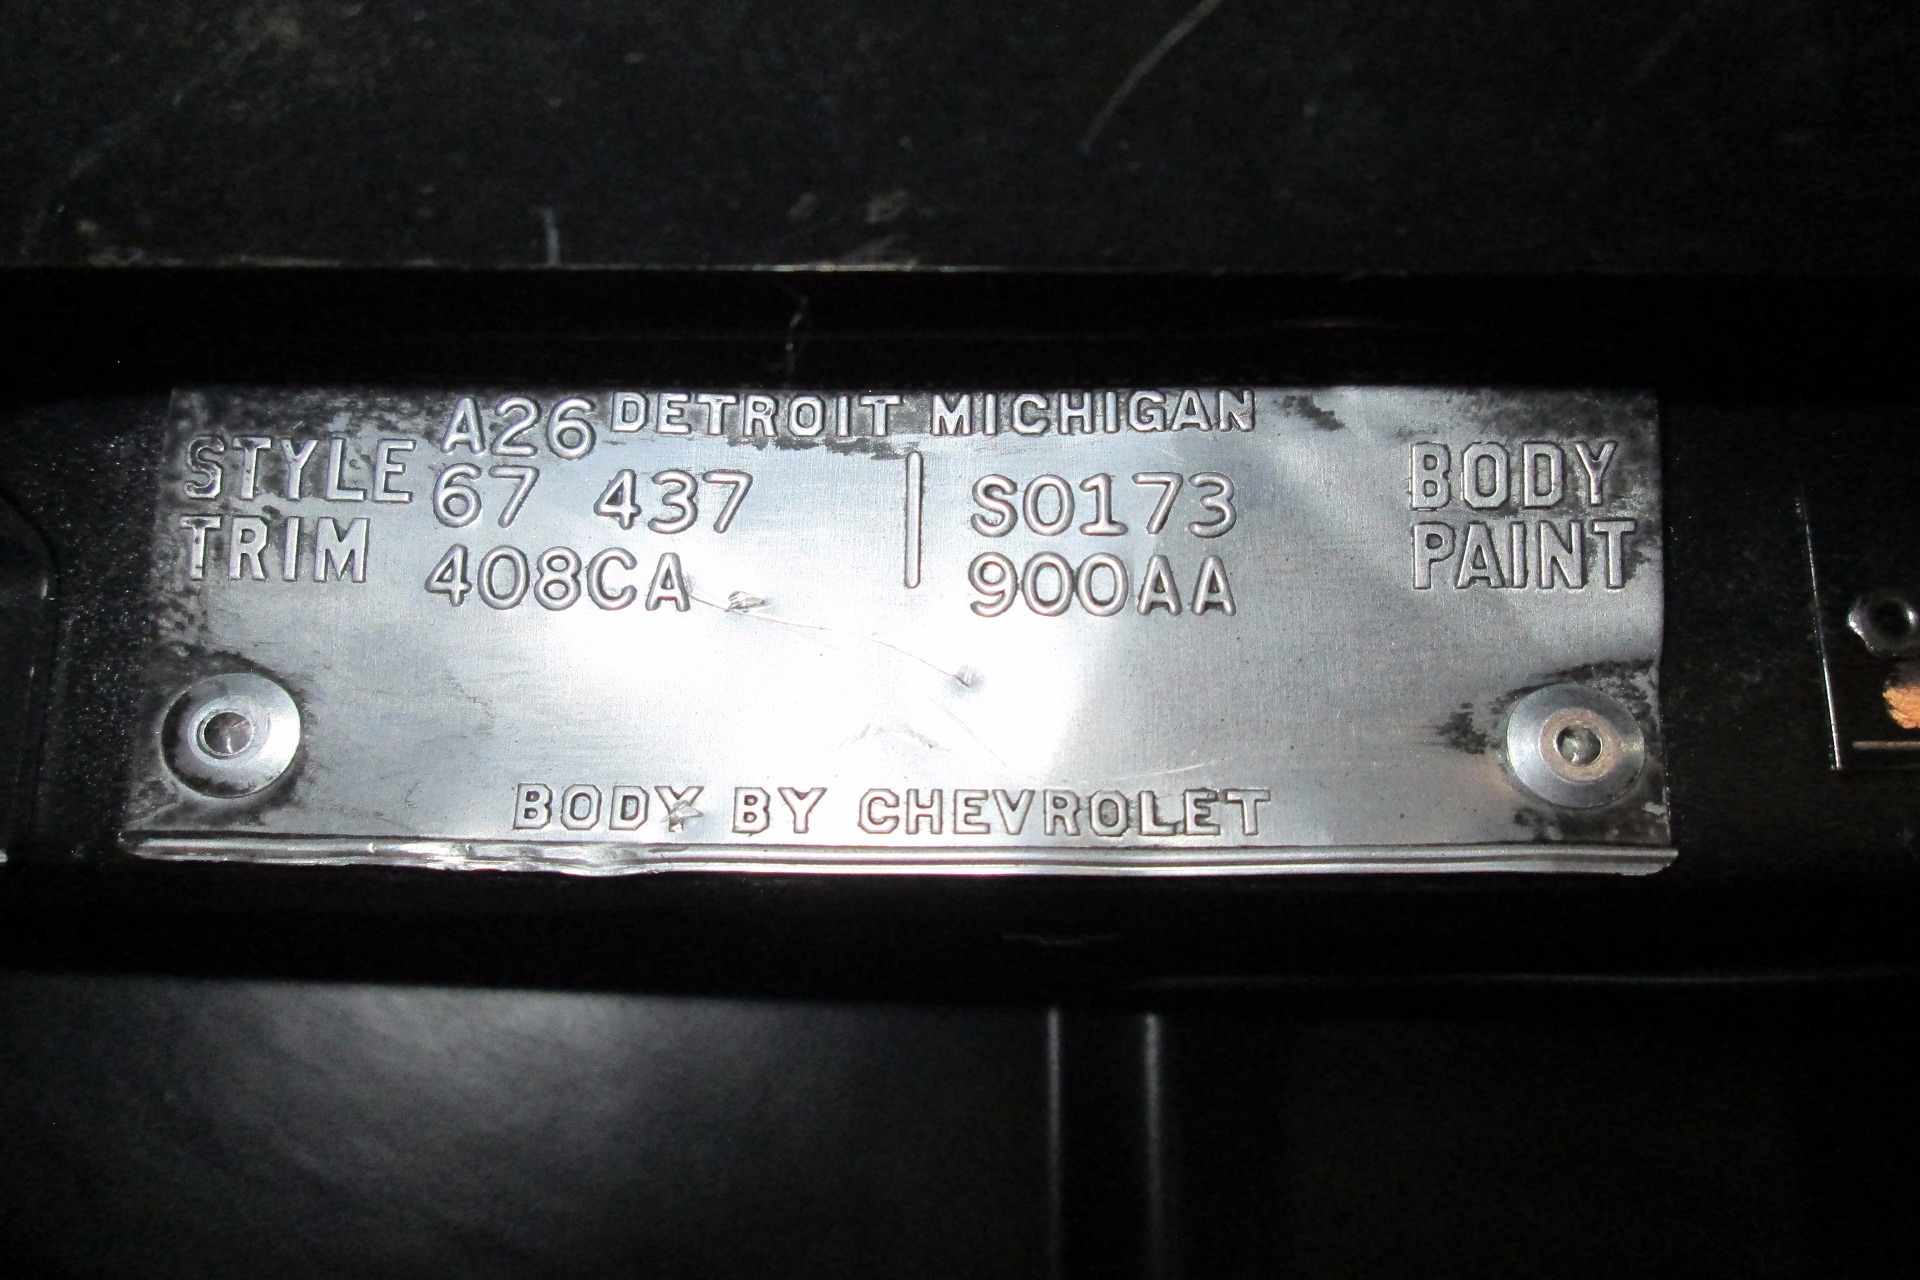 A26 DETROIT MICHIGAN
STYLE 67 437 | S0173 BODY
TRIM 408CA | 900AA PAINT
BODY BY CHEVROLET